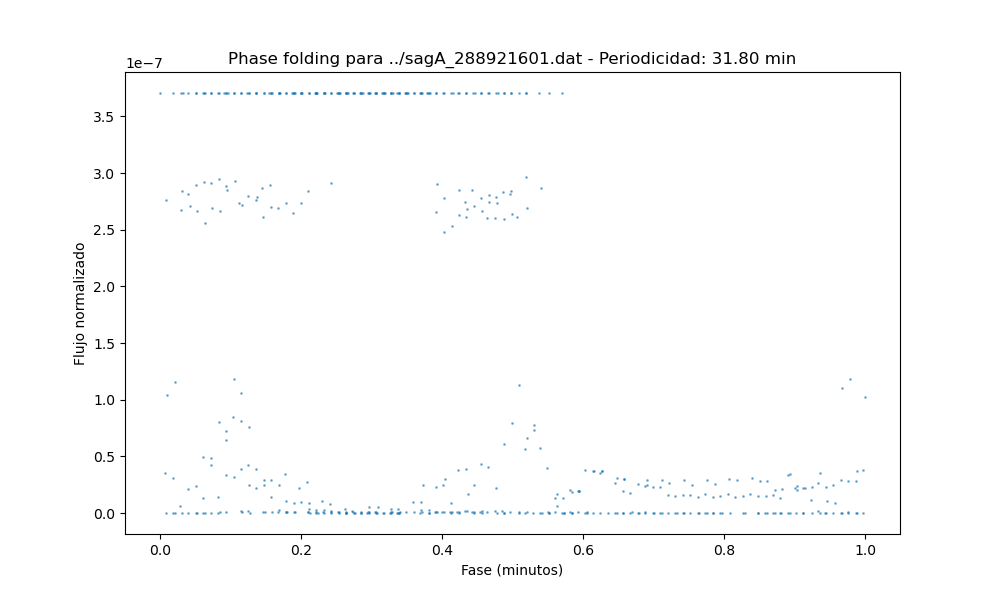 Phase folding para ../sagA_288921601.dat - Periodicidad: 31.80 min
1e−7
3.5
3.0
2.5
2.0
1.5
1.0
0.5
0.0
Flujo normalizado
0.0 0.2 0.4 0.6 0.8 1.0
Fase (minutos)